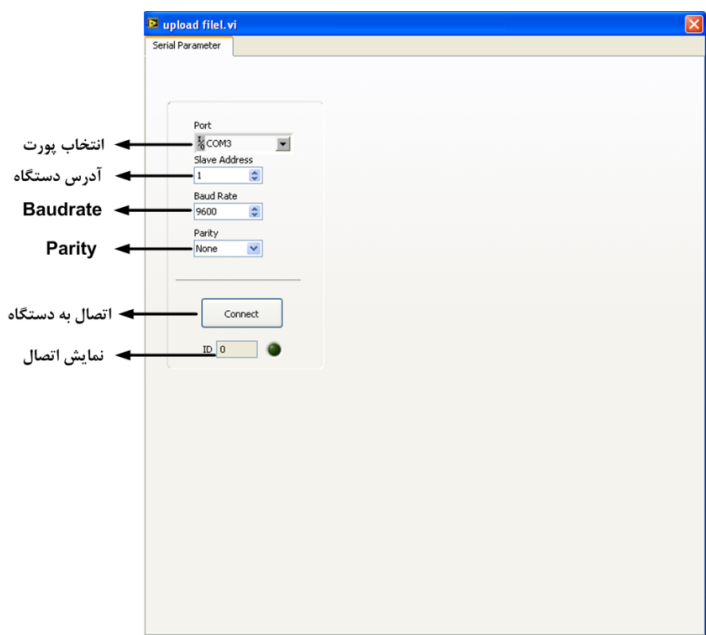 upload fileI.vi
Serial Parameter
Port
انتخاب پورت
COM3
Slave Address
آدرس دستگاه
1
Baud Rate
Baudrate
9600
Parity
Parity
None
اتصال به دستگاه
Connect
نمایش اتصال
ID 0